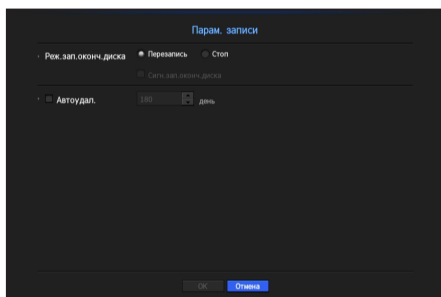 Парам. записи
Реж.зап.оконч.диска Перезапись Стоп
Сигн.зап.оконч.диска
Автоудал. 180 день
OK Отмена